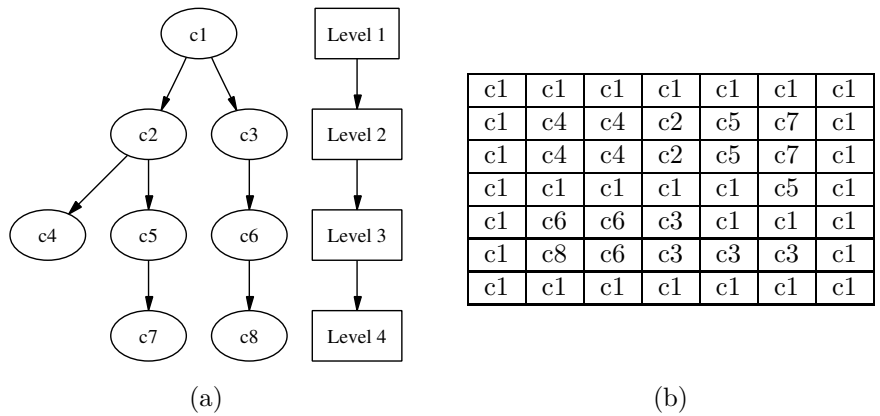 c1 Level 1
c2 c3 Level 2
c4 c5 c6 Level 3
c7 c8 Level 4
(a)
c1 c1 c1 c1 c1 c1 c1
c1 c4 c4 c2 c5 c7 c1
c1 c4 c4 c2 c5 c7 c1
c1 c1 c1 c1 c1 c5 c1
c1 c6 c6 c3 c1 c1 c1
c1 c8 c6 c3 c3 c3 c1
c1 c1 c1 c1 c1 c1 c1
(b)